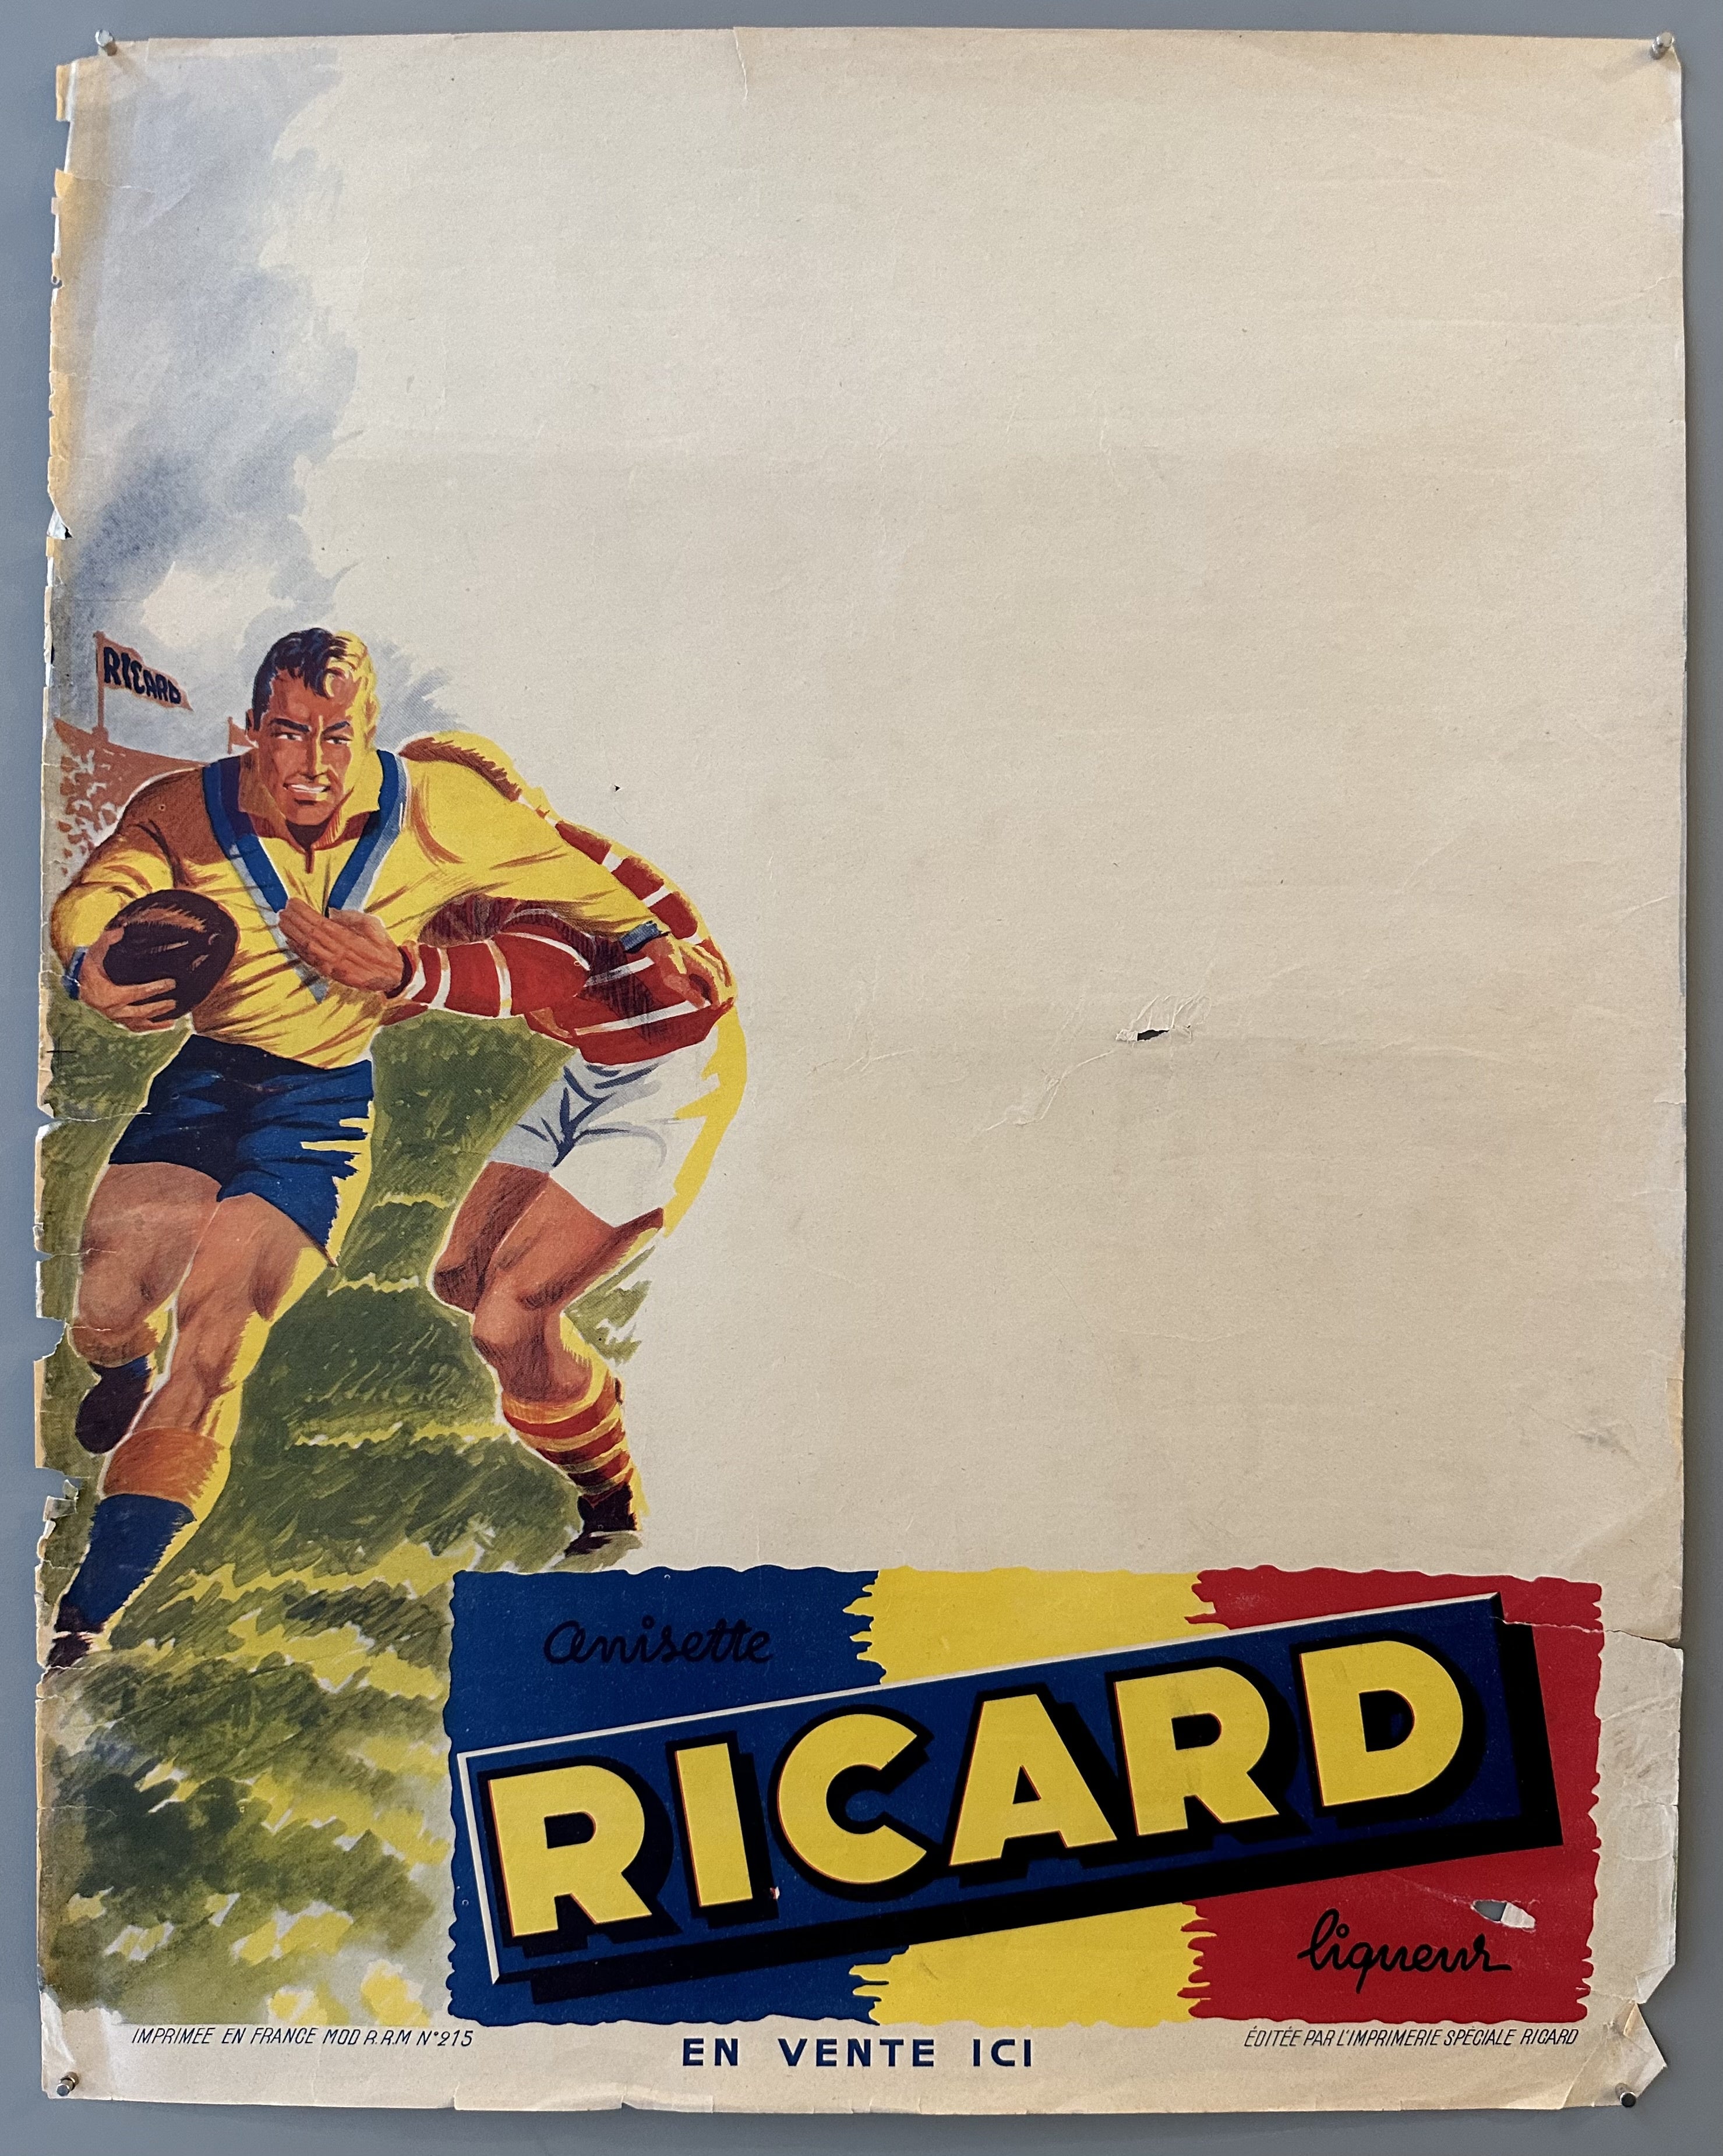 RICARD
anisette
RICARD
liqueur
IMPRIMEE EN FRANCE MOD R.R.M N°215
EN VENTE ICI
ÉDITÉE PAR L'IMPRIMERIE SPÉCIALE RICARD